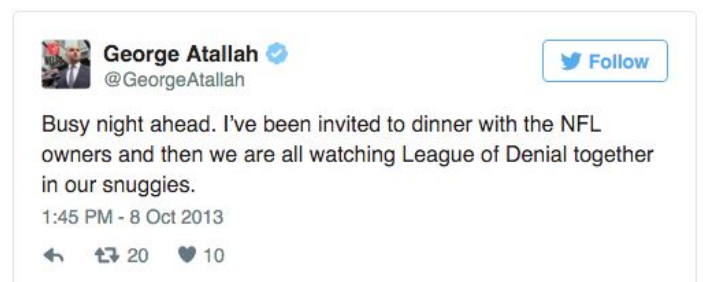 George Atallah
@GeorgeAtallah
Follow
Busy night ahead. I've been invited to dinner with the NFL
owners and then we are all watching League of Denial together
in our snuggies.
1:45 PM - 8 Oct 2013
20 10